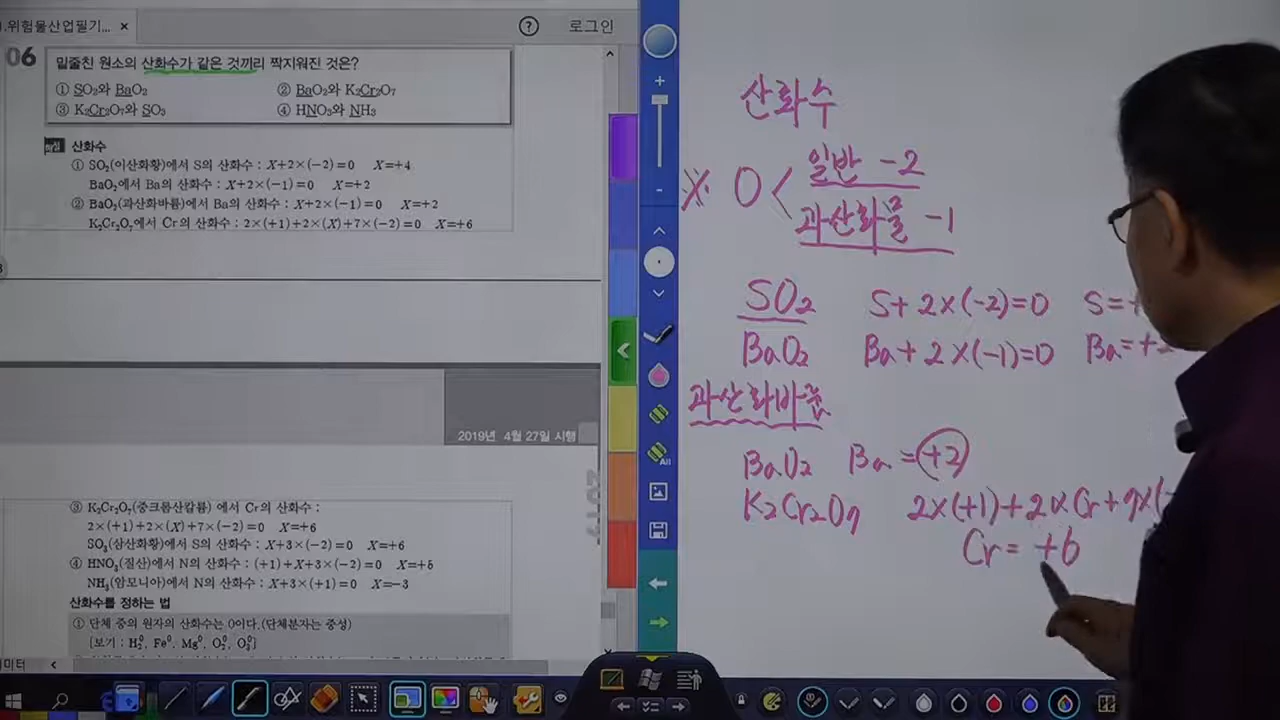 .위험물산업필기...
로그인
06
밑줄친 원소의 산화수가 같은 것끼리 짝지워진 것은?
① SO₂와 BaO₂
② BaO₂와 K₂Cr₂O₇
③ K₂Cr₂O₇와 SO₃
④ HNO₃와 NH₃
해설 산화수
① SO₂(이산화황)에서 S의 산화수 : X+2×(−2)=0 X=+4
BaO₂에서 Ba의 산화수 : X+2×(−1)=0 X=+2
② BaO₂(과산화바륨)에서 Ba의 산화수 : X+2×(−1)=0 X=+2
K₂Cr₂O₇에서 Cr의 산화수 : 2×(+1)+2×(X)+7×(−2)=0 X=+6
2019년 4월 27일 시행
③ K₂Cr₂O₇(중크롬산칼륨) 에서 Cr의 산화수 :
2×(+1)+2×(X)+7×(−2)=0 X=+6
SO₃(삼산화황)에서 S의 산화수 : X+3×(−2)=0 X=+6
④ HNO₃(질산)에서 N의 산화수 : (+1)+X+3×(−2)=0 X=+5
NH₃(암모니아)에서 N의 산화수 : X+3×(+1)=0 X=−3
산화수를 정하는 법
① 단체 중의 원자의 산화수는 0이다.(단체분자는 중성)
[보기 : H₂⁰, Fe⁰, Mg⁰, O₂⁰, O₃⁰]
미터
All
산화수
※ O < 일반 -2
과산화물 -1
SO₂ S+2×(-2)=0 S=
BaO₂ Ba+2×(-1)=0 Ba=+2
과산화바륨
BaO₂ Ba=+2
K₂Cr₂O₇ 2×(+1)+2×Cr+7×(
Cr=+6